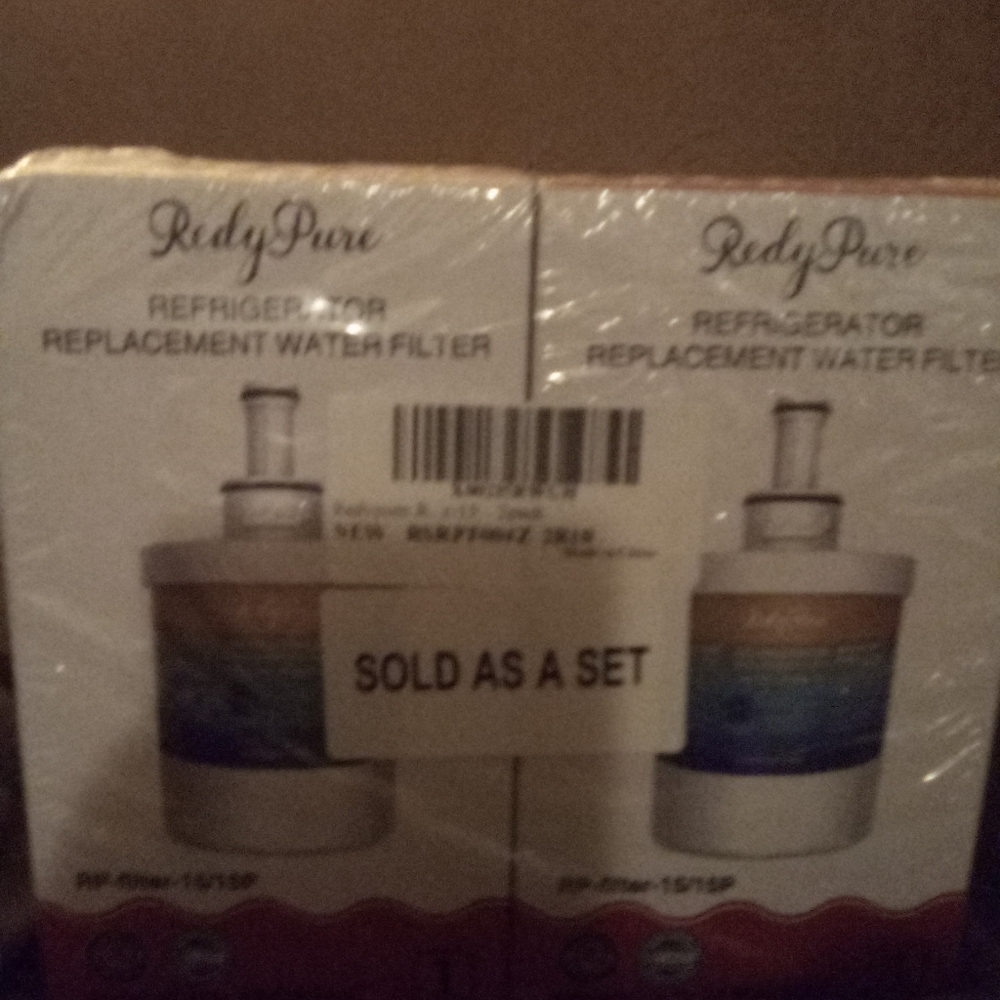 RedyPure
REFRIGERATOR
REPLACEMENT WATER FILTER
RedyPure
REFRIGERATOR
REPLACEMENT WATER FILTE
NEW
SOLD AS A SET
RP-filter-15/15P
RP-filter-15/15P